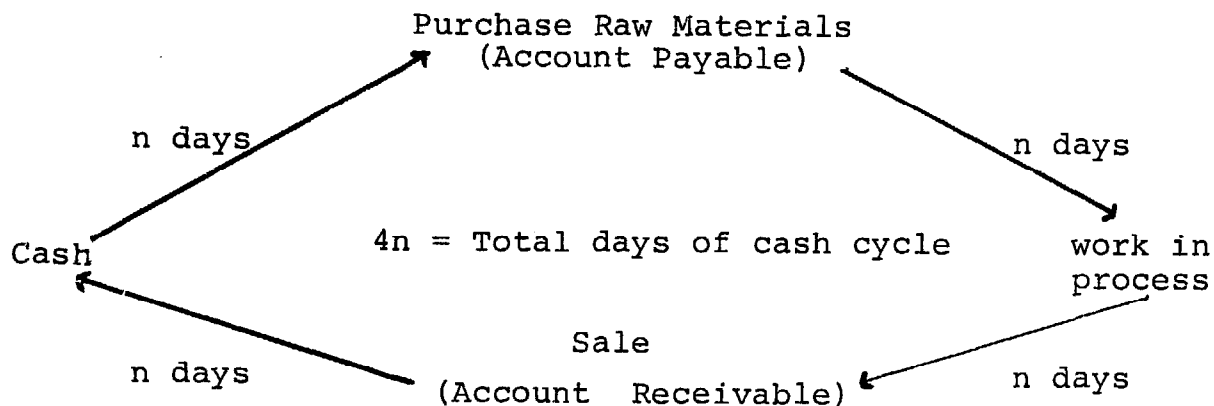 Purchase Raw Materials
(Account Payable)
n days
n days
Cash
4n = Total days of cash cycle
work in
process
Sale
(Account Receivable)
n days
n days